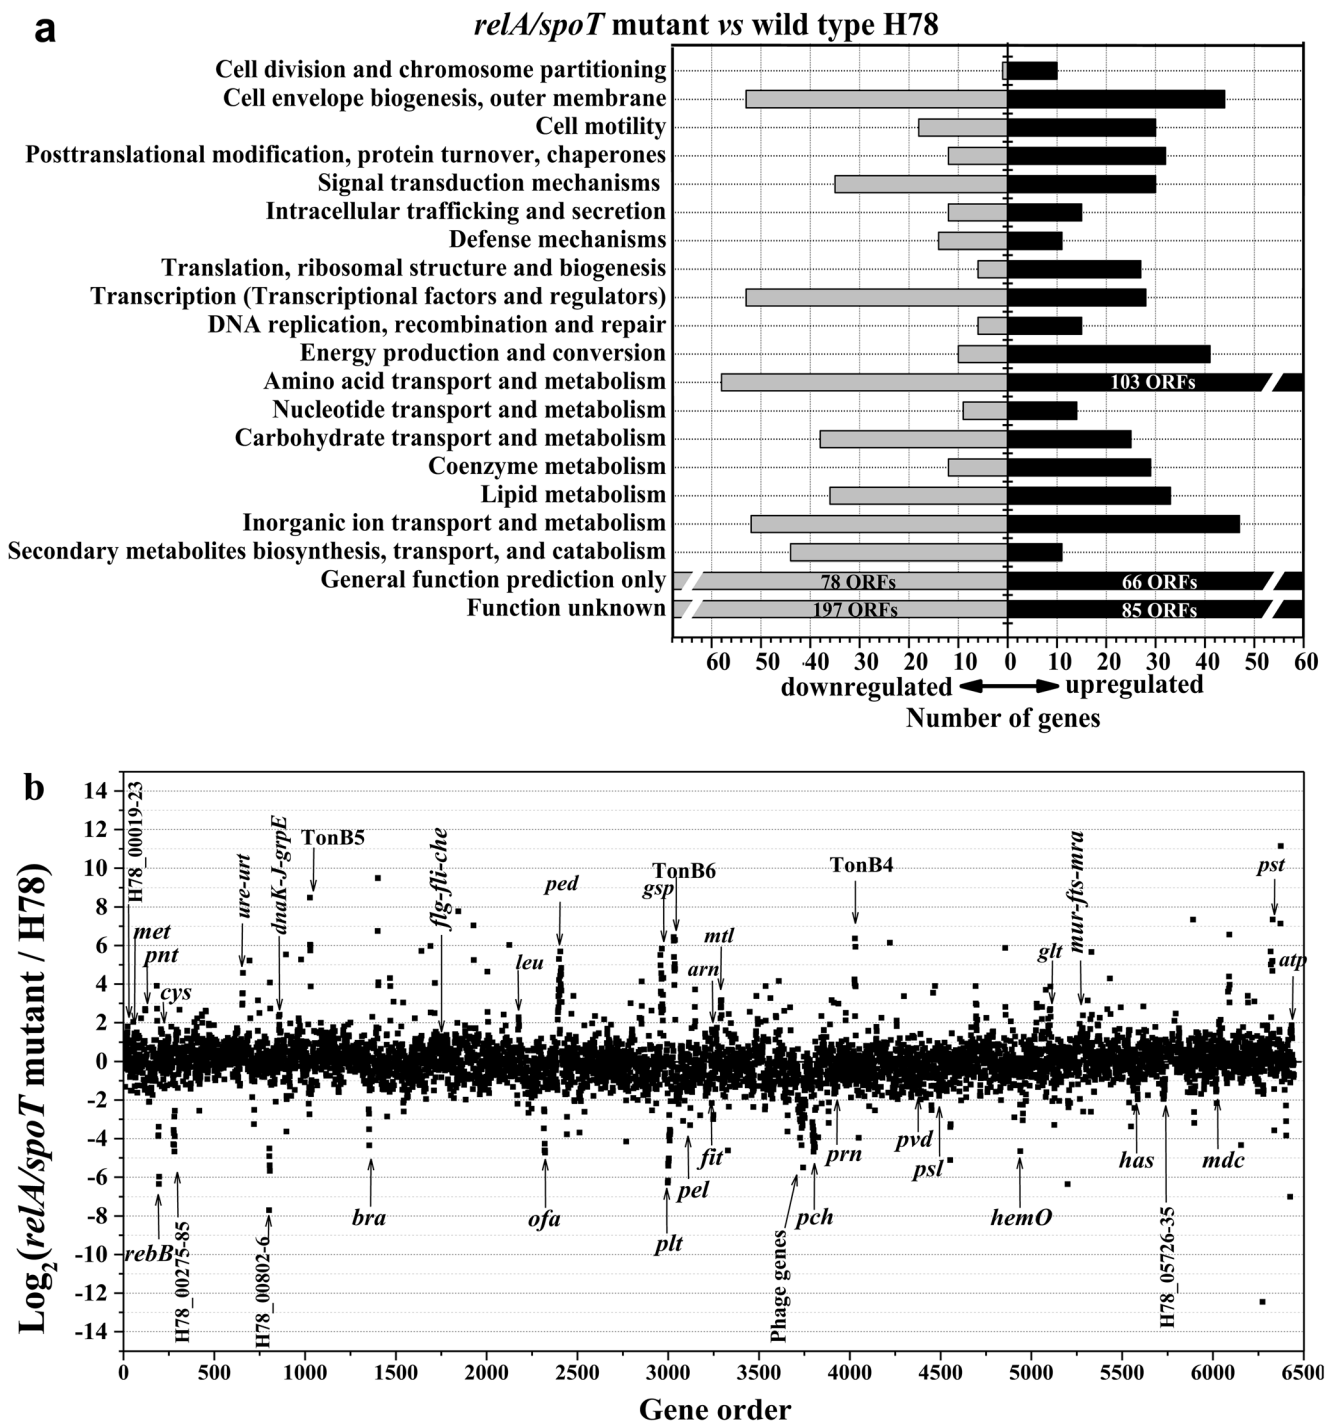 a
relA/spoT mutant vs wild type H78
Cell division and chromosome partitioning
Cell envelope biogenesis, outer membrane
Cell motility
Posttranslational modification, protein turnover, chaperones
Signal transduction mechanisms
Intracellular trafficking and secretion
Defense mechanisms
Translation, ribosomal structure and biogenesis
Transcription (Transcriptional factors and regulators)
DNA replication, recombination and repair
Energy production and conversion
Amino acid transport and metabolism 103 ORFs
Nucleotide transport and metabolism
Carbohydrate transport and metabolism
Coenzyme metabolism
Lipid metabolism
Inorganic ion transport and metabolism
Secondary metabolites biosynthesis, transport, and catabolism
General function prediction only 78 ORFs 66 ORFs
Function unknown 197 ORFs 85 ORFs
60 50 40 30 20 10 0 10 20 30 40 50 60
downregulated upregulated
Number of genes
b
Log2(relA/spoT mutant / H78)
14
12
10
8
6
4
2
0
-2
-4
-6
-8
-10
-12
-14
H78_00019-23
met
pnt
cys
ure-urt
dnaK-J-grpE
TonB5
flg-fli-che
leu
ped
gsp
TonB6
arn
mtl
TonB4
glt
mur-fts-mra
pst
atp
rebB
H78_00275-85
H78_00802-6
bra
ofa
plt
pel
fit
Phage genes
pch
prn
pvd
psl
hemO
has
H78_05726-35
mdc
0 500 1000 1500 2000 2500 3000 3500 4000 4500 5000 5500 6000 6500
Gene order